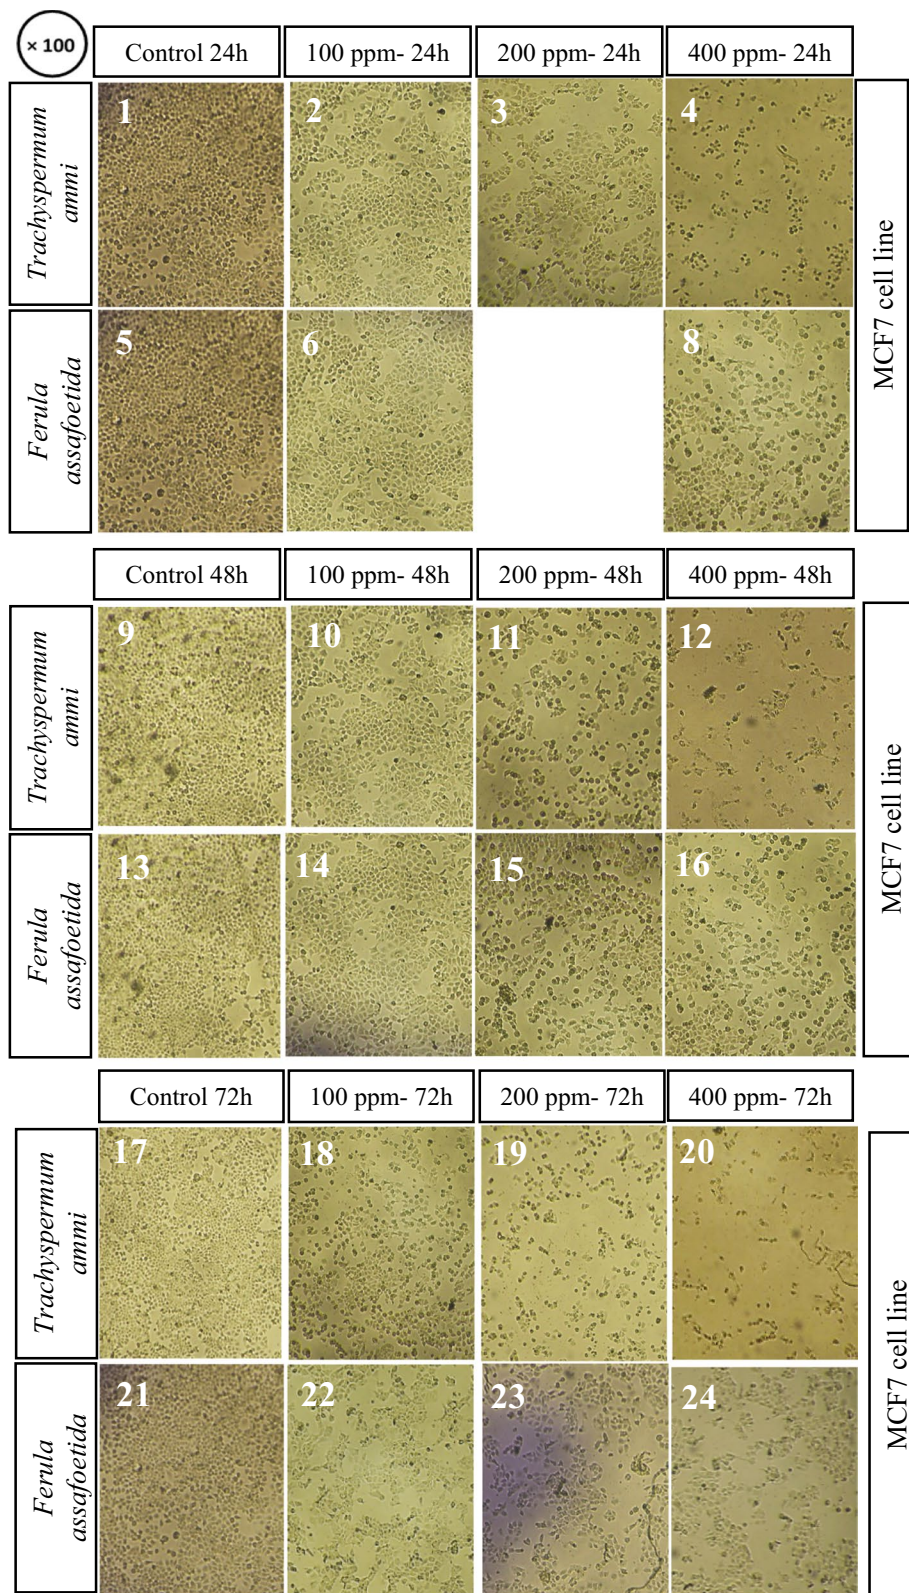 × 100
Control 24h
100 ppm- 24h
200 ppm- 24h
400 ppm- 24h
Trachyspermum
ammi
1
2
3
4
MCF7 cell line
Ferula
assafoetida
5
6
8
Control 48h
100 ppm- 48h
200 ppm- 48h
400 ppm- 48h
Trachyspermum
ammi
9
10
11
12
MCF7 cell line
Ferula
assafoetida
13
14
15
16
Control 72h
100 ppm- 72h
200 ppm- 72h
400 ppm- 72h
Trachyspermum
ammi
17
18
19
20
MCF7 cell line
Ferula
assafoetida
21
22
23
24